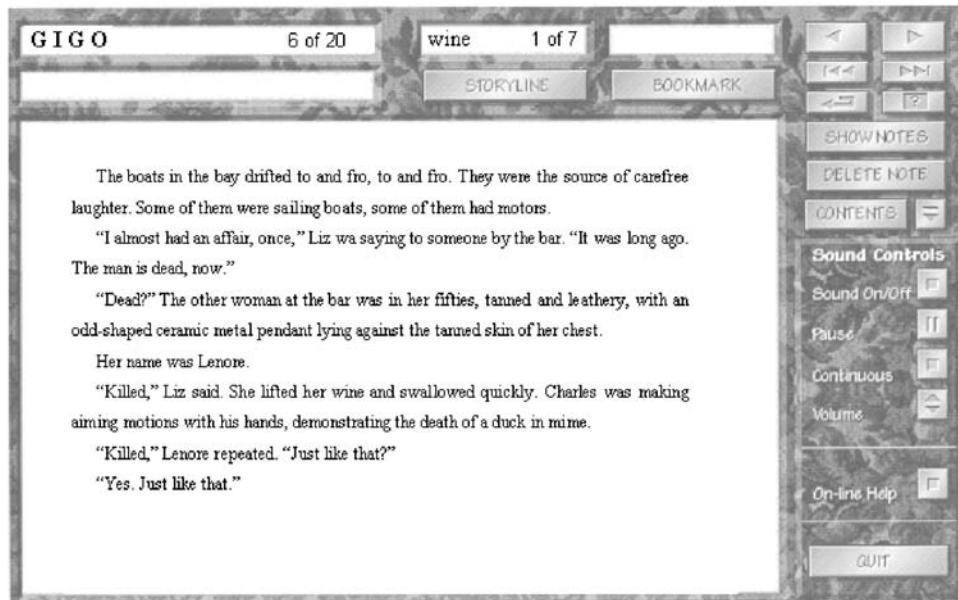 G I G O 6 of 20 wine 1 of 7
STORYLINE BOOKMARK
SHOW NOTES
DELETE NOTE
CONTENTS
The boats in the bay drifted to and fro, to and fro. They were the source of carefree
laughter. Some of them were sailing boats, some of them had motors.
“I almost had an affair, once,” Liz wa saying to someone by the bar. “It was long ago.
The man is dead, now.”
“Dead?” The other woman at the bar was in her fifties, tanned and leathery, with an
odd-shaped ceramic metal pendant lying against the tanned skin of her chest.
Her name was Lenore.
“Killed,” Liz said. She lifted her wine and swallowed quickly. Charles was making
aiming motions with his hands, demonstrating the death of a duck in mime.
“Killed,” Lenore repeated. “Just like that?”
“Yes. Just like that.”
Sound Controls
Sound On/Off
Pause
Continuous
Volume
On-line Help
QUIT